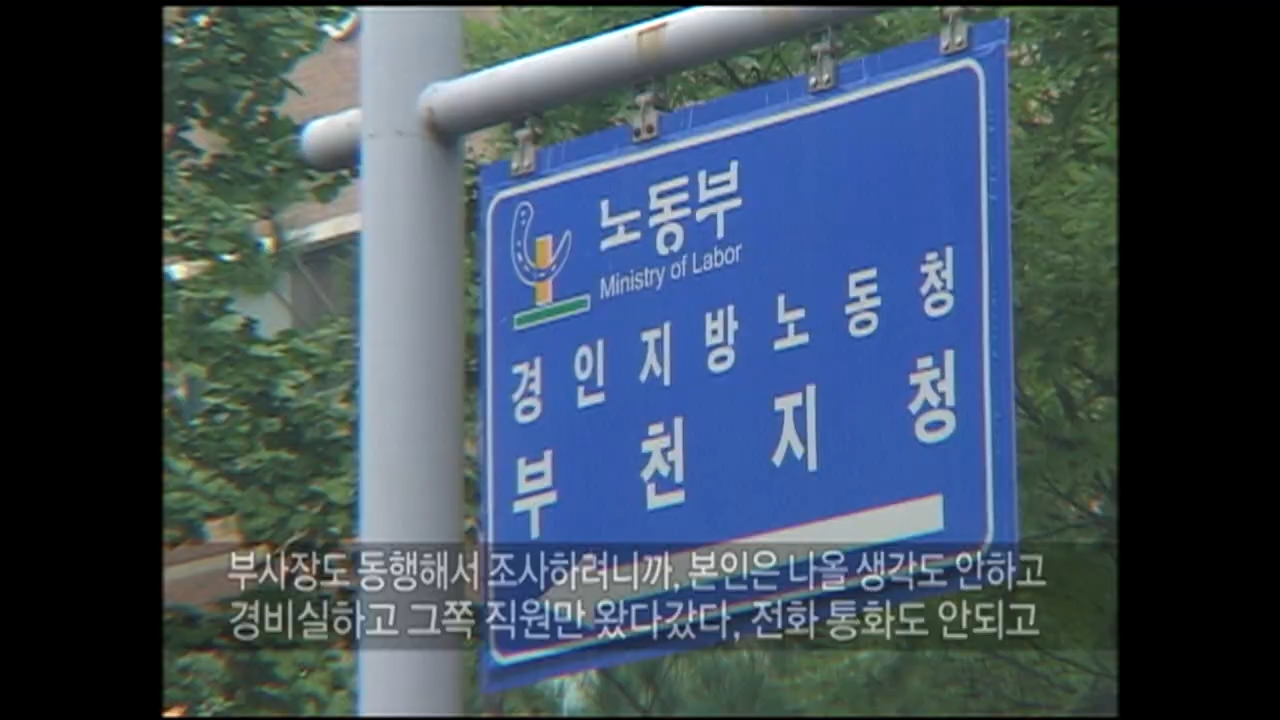 노동부
Ministry of Labor
경인지방노동청
부천지청
부사장도 동행해서 조사하려니까, 본인은 나올 생각도 안하고
경비실하고 그쪽 직원만 왔다갔다, 전화 통화도 안되고